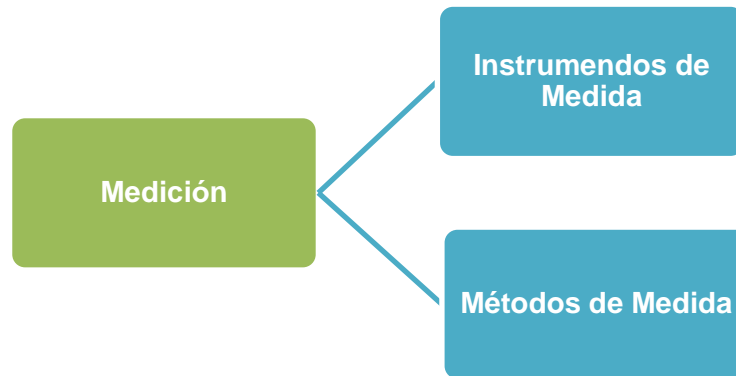 Instrumendos de
Medida
Medición
Métodos de Medida